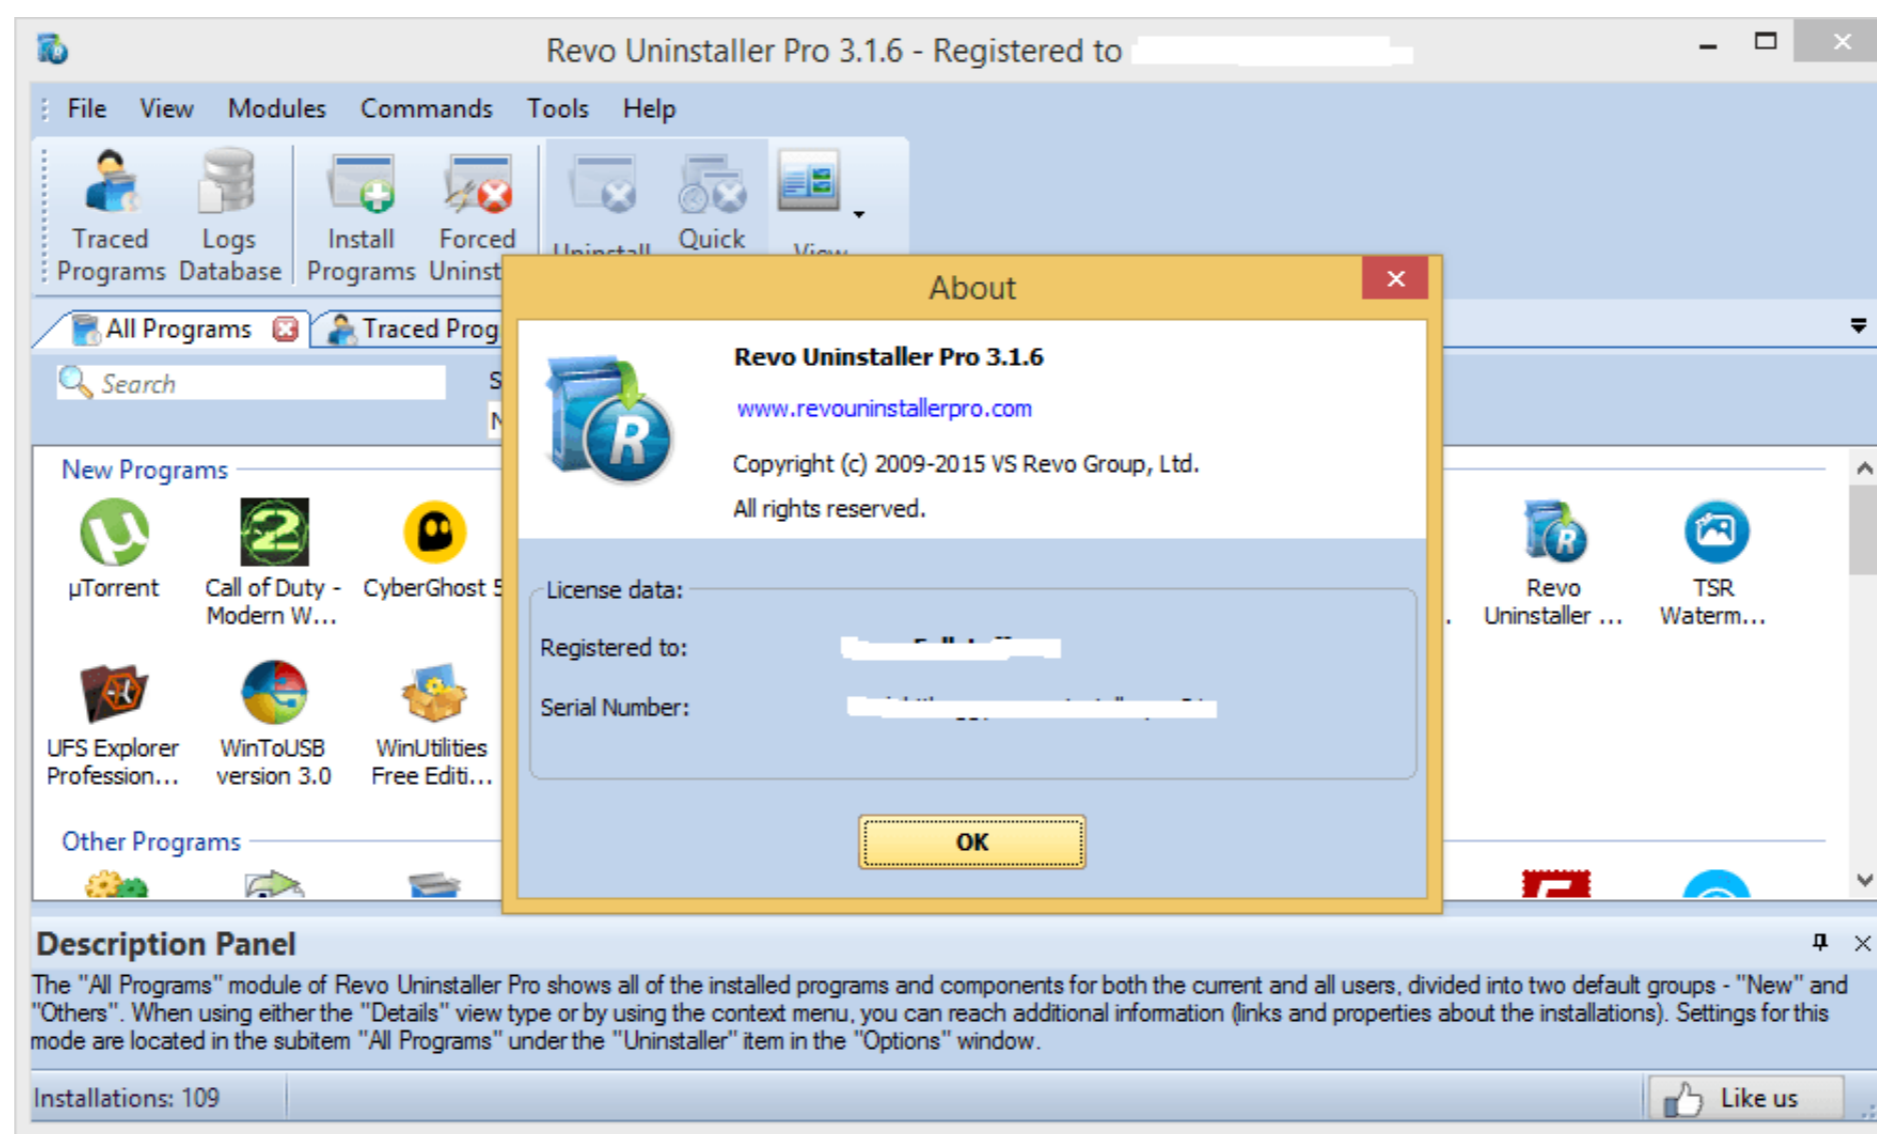 Revo Uninstaller Pro 3.1.6 - Registered to
File View Modules Commands Tools Help
Traced Programs
Logs Database
Install Programs
Forced Uninst
Uninstall
Quick
View
All Programs
Traced Prog
Search
S
N
New Programs
µTorrent
Call of Duty -
Modern W...
CyberGhost 5
Revo
Uninstaller ...
TSR
Waterm...
UFS Explorer
Profession...
WinToUSB
version 3.0
WinUtilities
Free Editi...
Other Programs
About
Revo Uninstaller Pro 3.1.6
www.revouninstallerpro.com
Copyright (c) 2009-2015 VS Revo Group, Ltd.
All rights reserved.
License data:
Registered to:
Serial Number:
OK
Description Panel
The "All Programs" module of Revo Uninstaller Pro shows all of the installed programs and components for both the current and all users, divided into two default groups - "New" and
"Others". When using either the "Details" view type or by using the context menu, you can reach additional information (links and properties about the installations). Settings for this
mode are located in the subitem "All Programs" under the "Uninstaller" item in the "Options" window.
Installations: 109
Like us